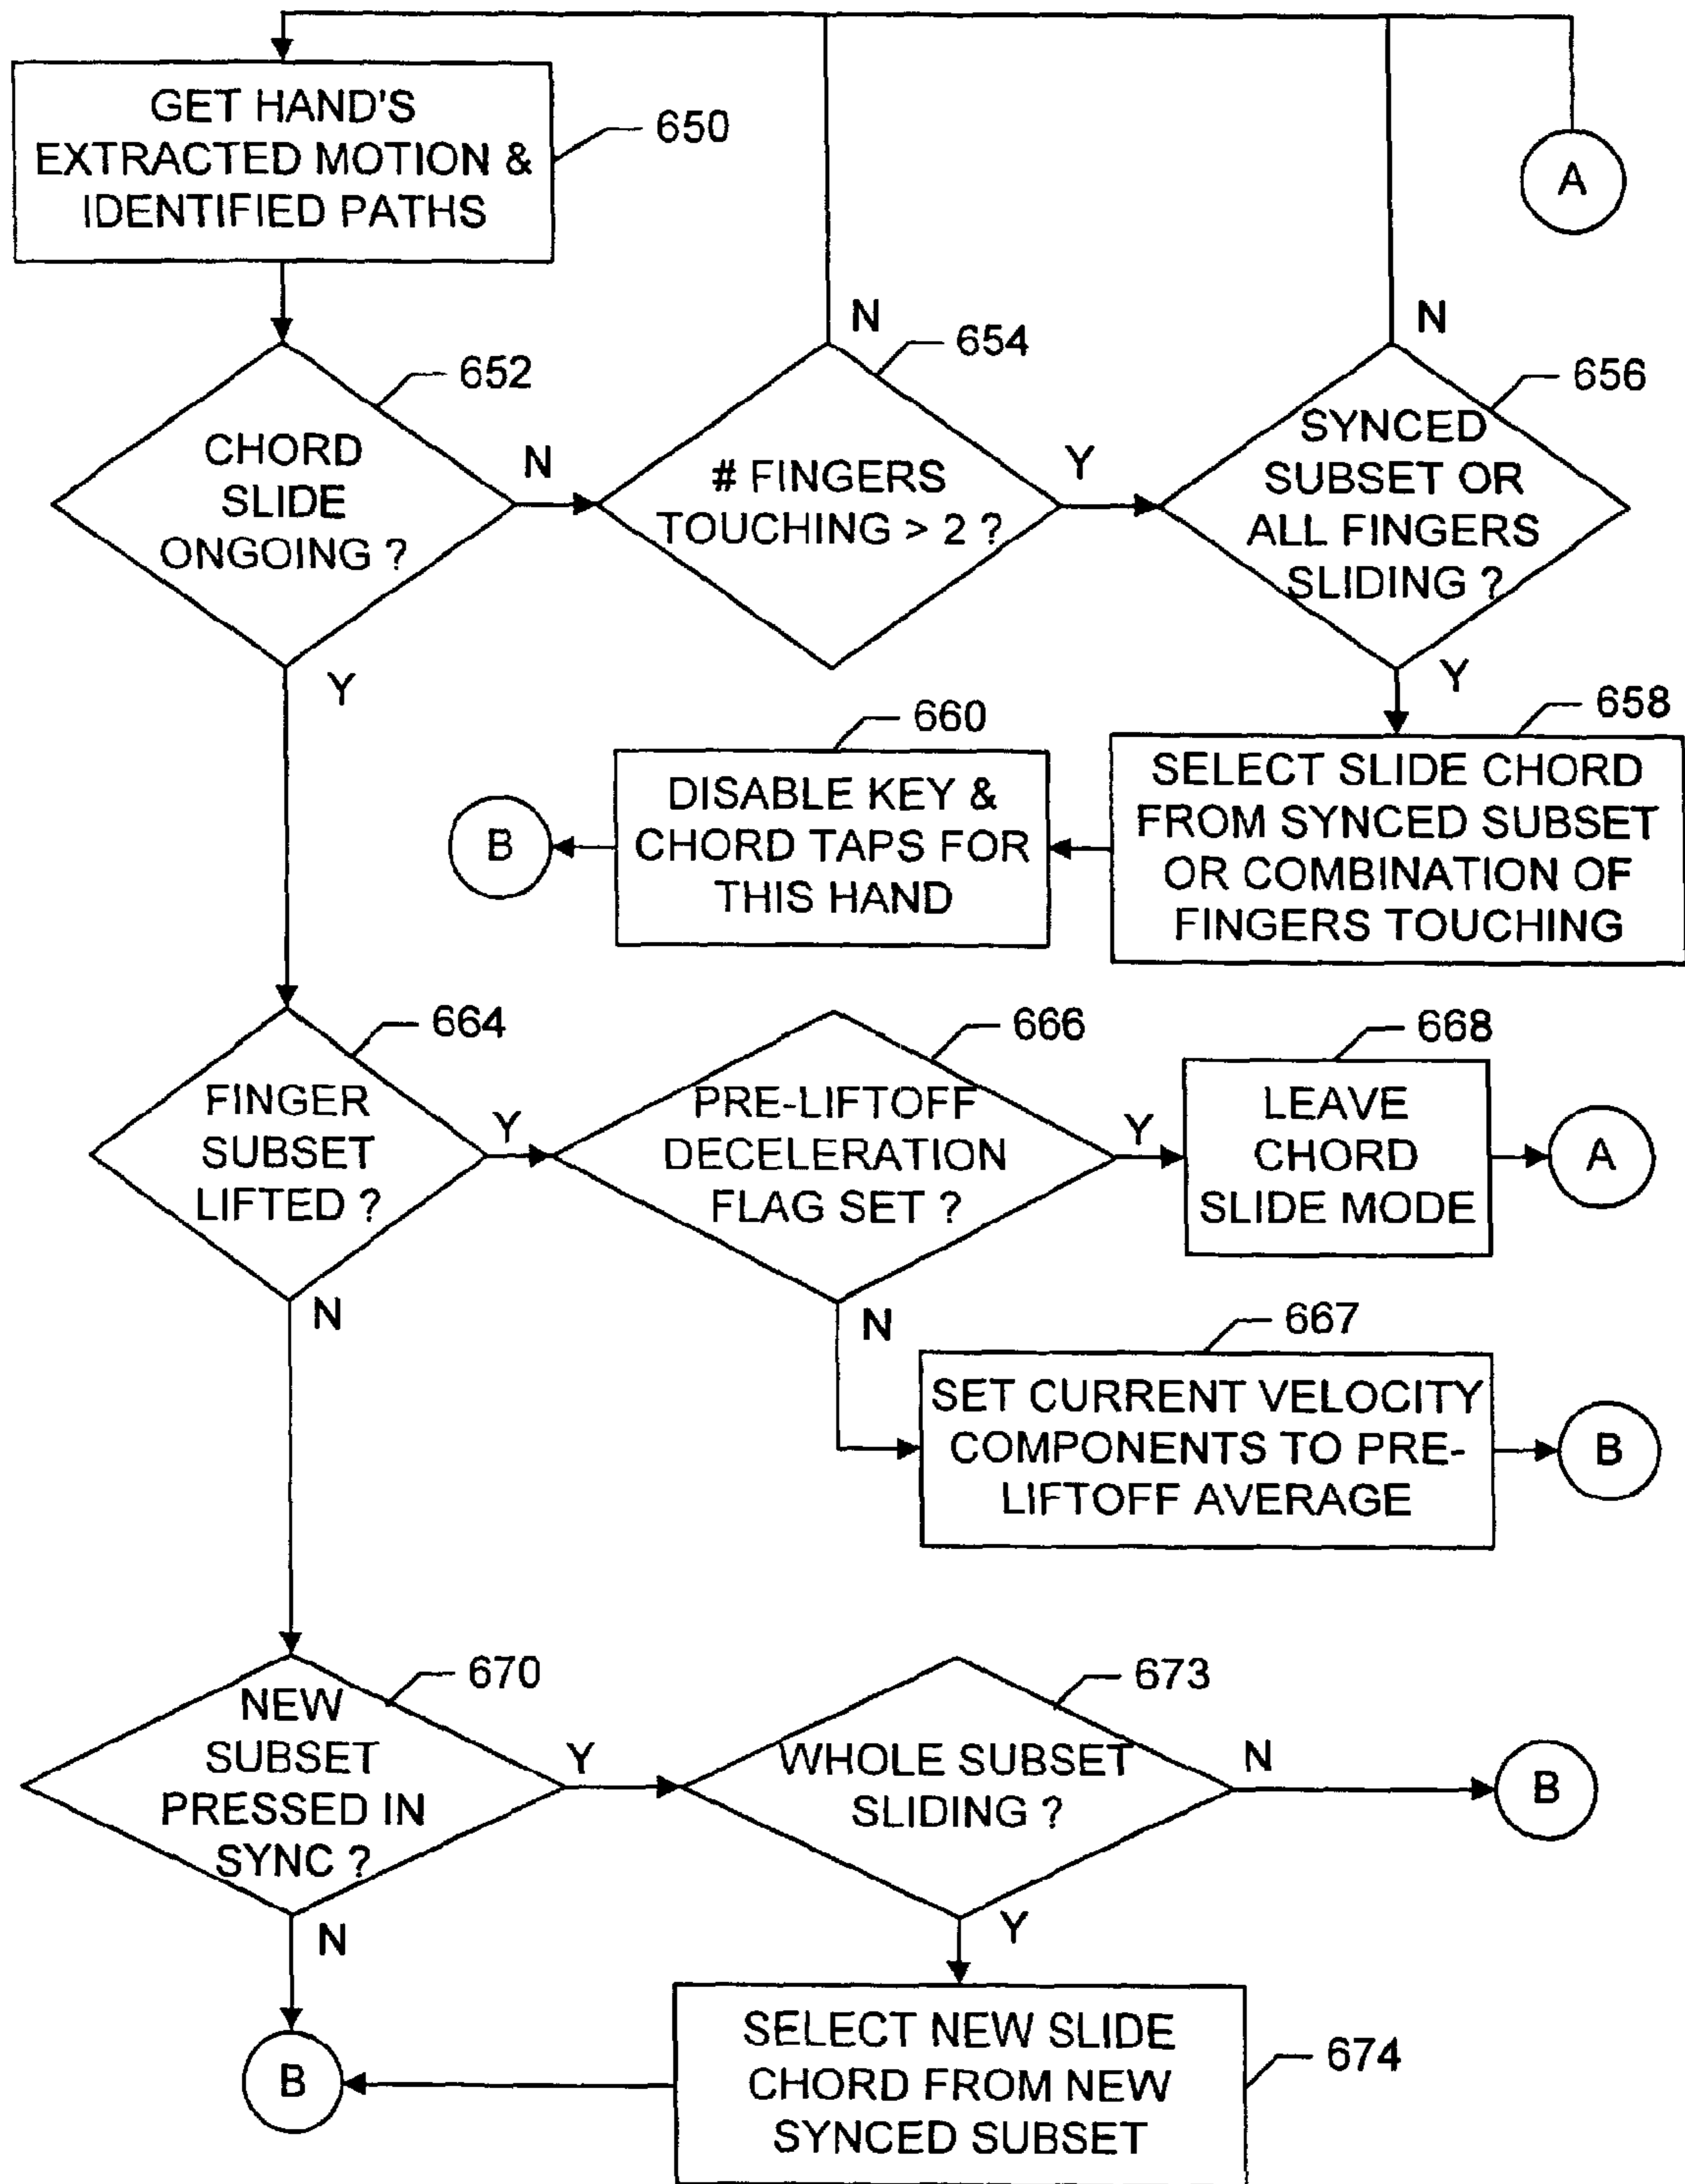 GET HAND'S
EXTRACTED MOTION &
IDENTIFIED PATHS
650
A
CHORD
SLIDE
ONGOING ?
652
N
Y
# FINGERS
TOUCHING > 2 ?
654
N
Y
SYNCED
SUBSET OR
ALL FINGERS
SLIDING ?
656
N
Y
SELECT SLIDE CHORD
FROM SYNCED SUBSET
OR COMBINATION OF
FINGERS TOUCHING
658
DISABLE KEY &
CHORD TAPS FOR
THIS HAND
660
B
FINGER
SUBSET
LIFTED ?
664
Y
N
PRE-LIFTOFF
DECELERATION
FLAG SET ?
666
Y
N
LEAVE
CHORD
SLIDE MODE
668
A
SET CURRENT VELOCITY
COMPONENTS TO PRE-
LIFTOFF AVERAGE
667
B
NEW
SUBSET
PRESSED IN
SYNC ?
670
Y
N
WHOLE SUBSET
SLIDING ?
673
N
B
Y
SELECT NEW SLIDE
CHORD FROM NEW
SYNCED SUBSET
674
B